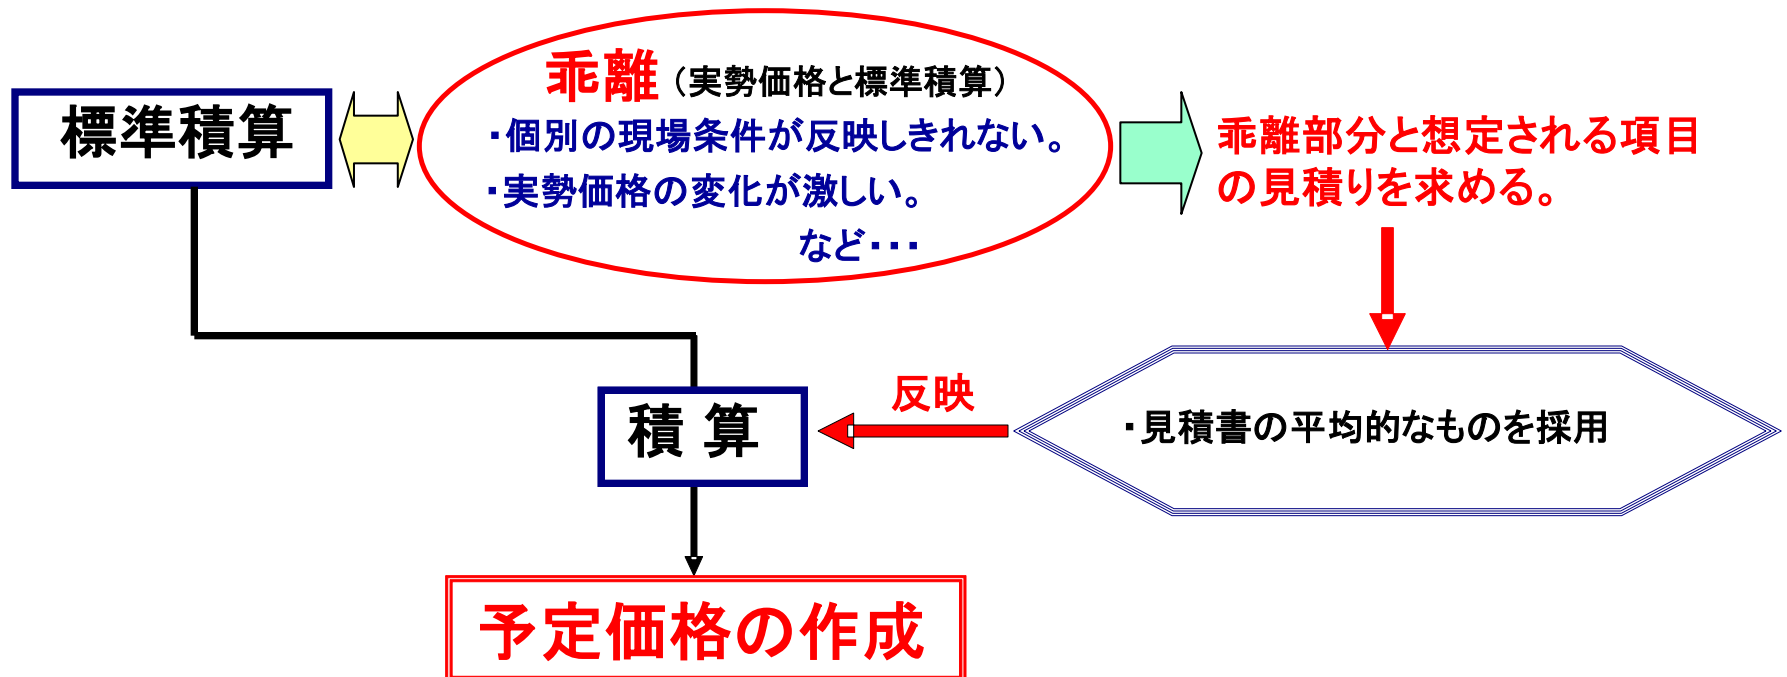 標準積算
乖離（実勢価格と標準積算）
・個別の現場条件が反映しきれない。
・実勢価格の変化が激しい。
など・・・
乖離部分と想定される項目
の見積りを求める。
反映
・見積書の平均的なものを採用
積 算
予定価格の作成